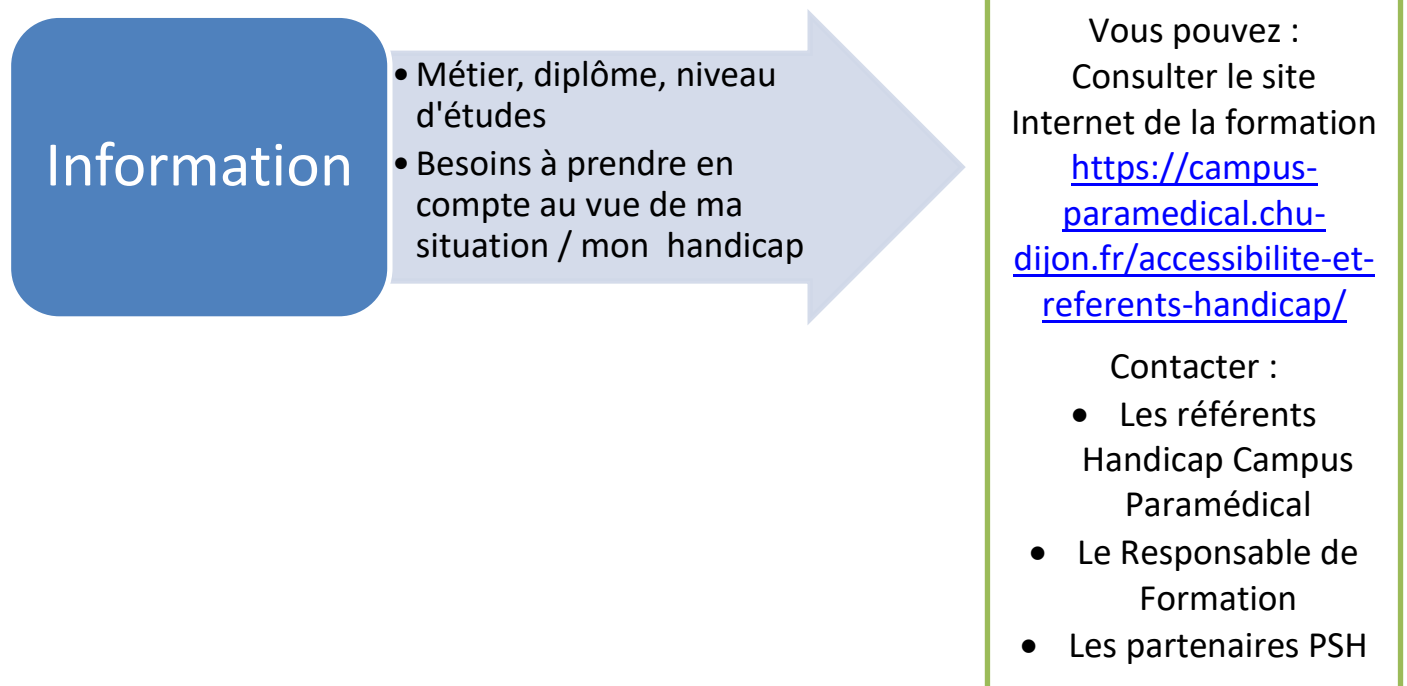 Information
• Métier, diplôme, niveau
d'études
• Besoins à prendre en
compte au vue de ma
situation / mon handicap
Vous pouvez :
Consulter le site
Internet de la formation
https://campus-
paramedical.chu-
dijon.fr/accessibilite-et-
referents-handicap/
Contacter :
• Les référents
Handicap Campus
Paramédical
• Le Responsable de
Formation
• Les partenaires PSH